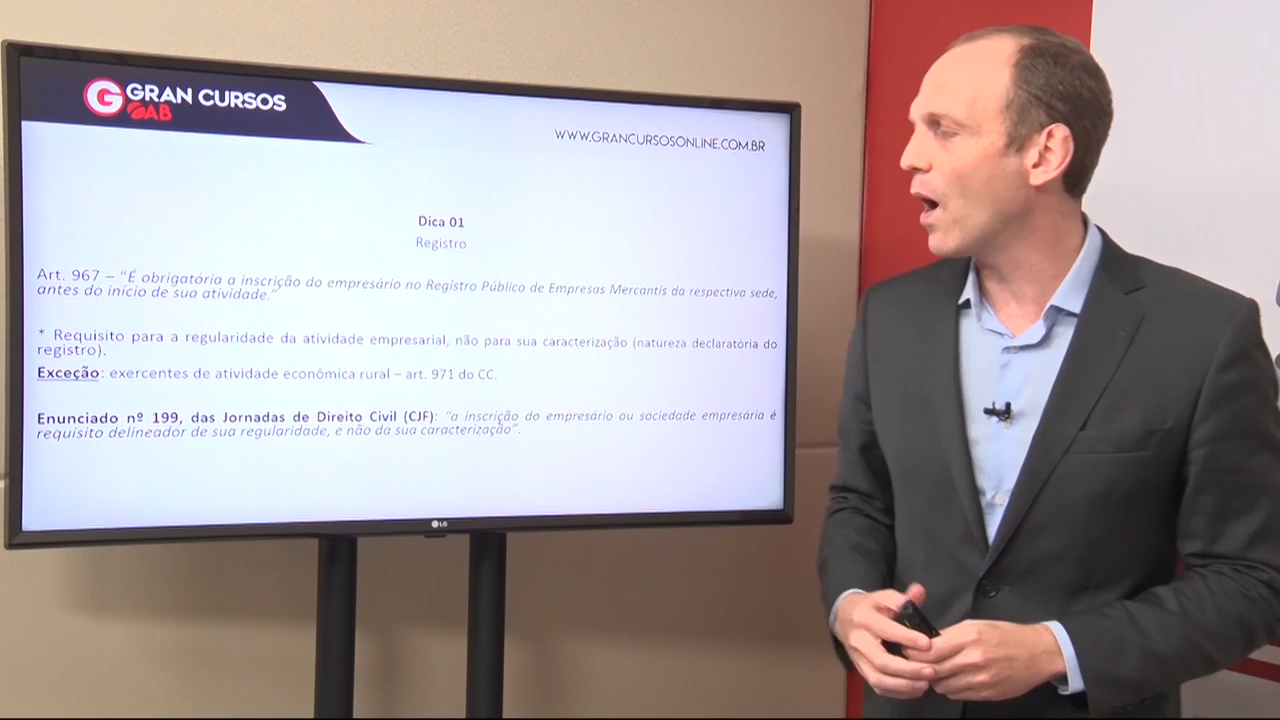 GRAN CURSOS
OAB
WWW.GRANCURSOSONLINE.COM.BR
Dica 01
Registro
Art. 967 – “É obrigatória a inscrição do empresário no Registro Público de Empresas Mercantis da respectiva sede,
antes do início de sua atividade.”
* Requisito para a regularidade da atividade empresarial, não para sua caracterização (natureza declaratória do
registro).
Exceção: exercentes de atividade econômica rural – art. 971 do CC.
Enunciado nº 199, das Jornadas de Direito Civil (CJF): “a inscrição do empresário ou sociedade empresária é
requisito delineador de sua regularidade, e não da sua caracterização”.
LG